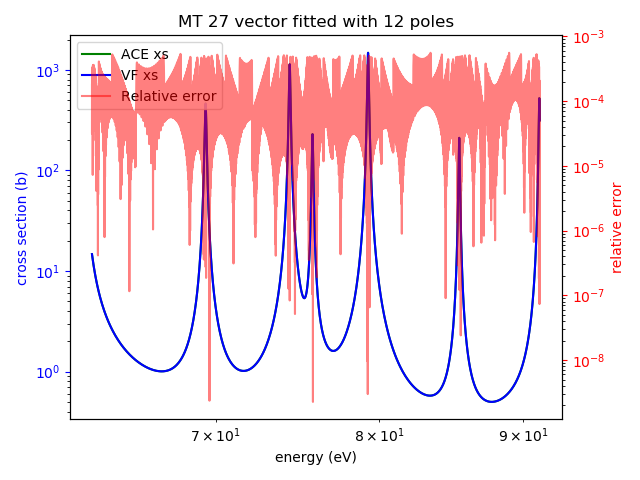 MT 27 vector fitted with 12 poles
ACE xs
VF xs
Relative error
10³
10²
10¹
10⁰
cross section (b)
10⁻³
10⁻⁴
10⁻⁵
10⁻⁶
10⁻⁷
10⁻⁸
relative error
7 × 10¹
8 × 10¹
9 × 10¹
energy (eV)